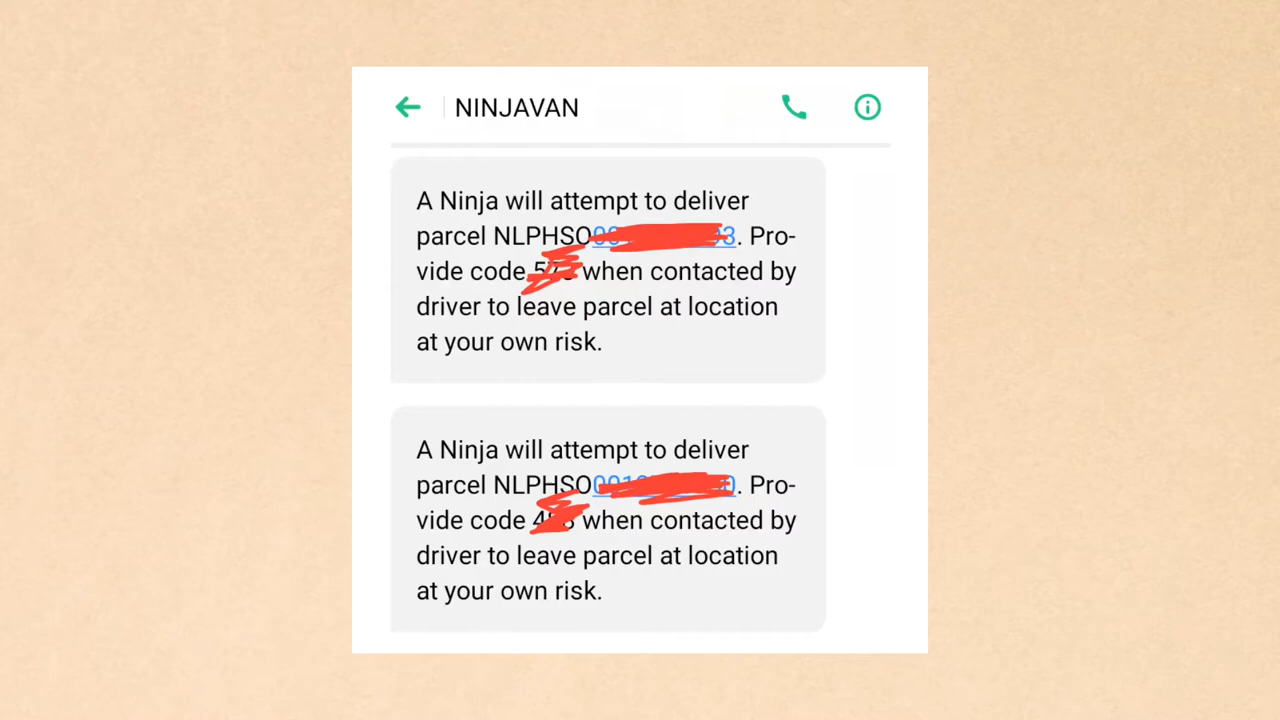 NINJAVAN
A Ninja will attempt to deliver
parcel . Pro-
vide code when contacted by
driver to leave parcel at location
at your own risk.
A Ninja will attempt to deliver
parcel . Pro-
vide code when contacted by
driver to leave parcel at location
at your own risk.